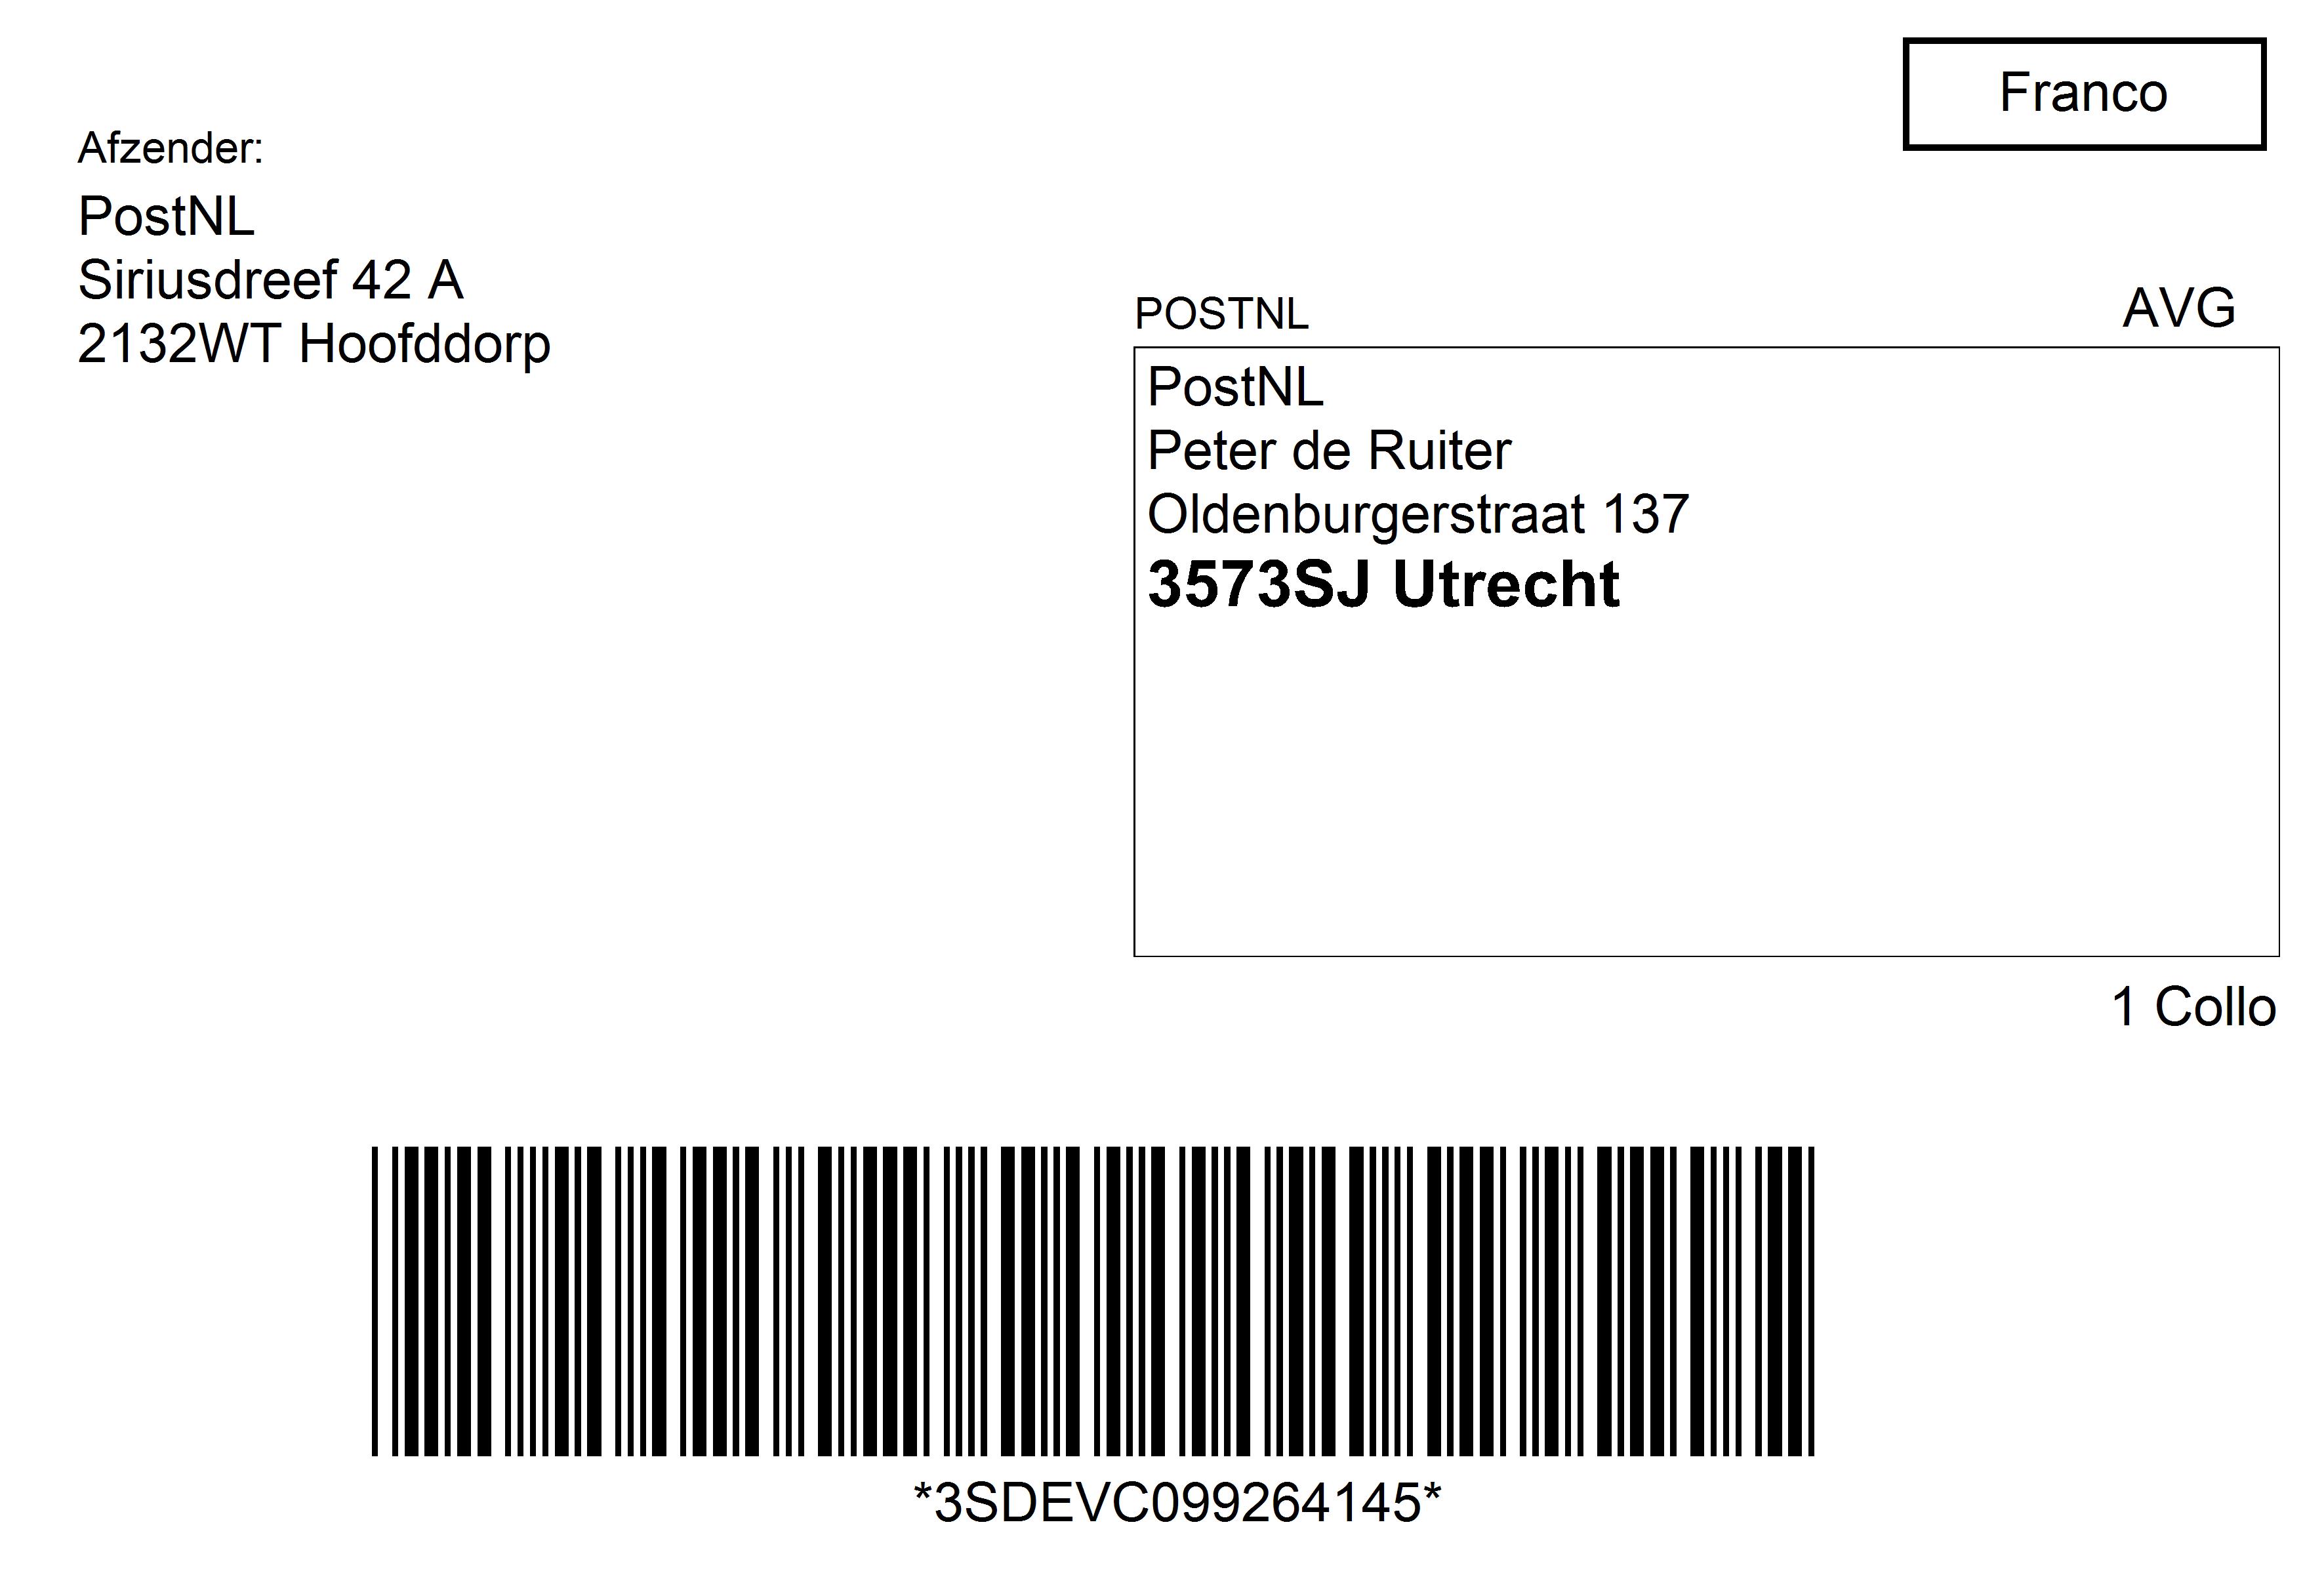 Franco
Afzender:
PostNL
Siriusdreef 42 A
2132WT Hoofddorp
POSTNL
AVG
PostNL
Peter de Ruiter
Oldenburgerstraat 137
3573SJ Utrecht
1 Collo
*3SDEVC099264145*